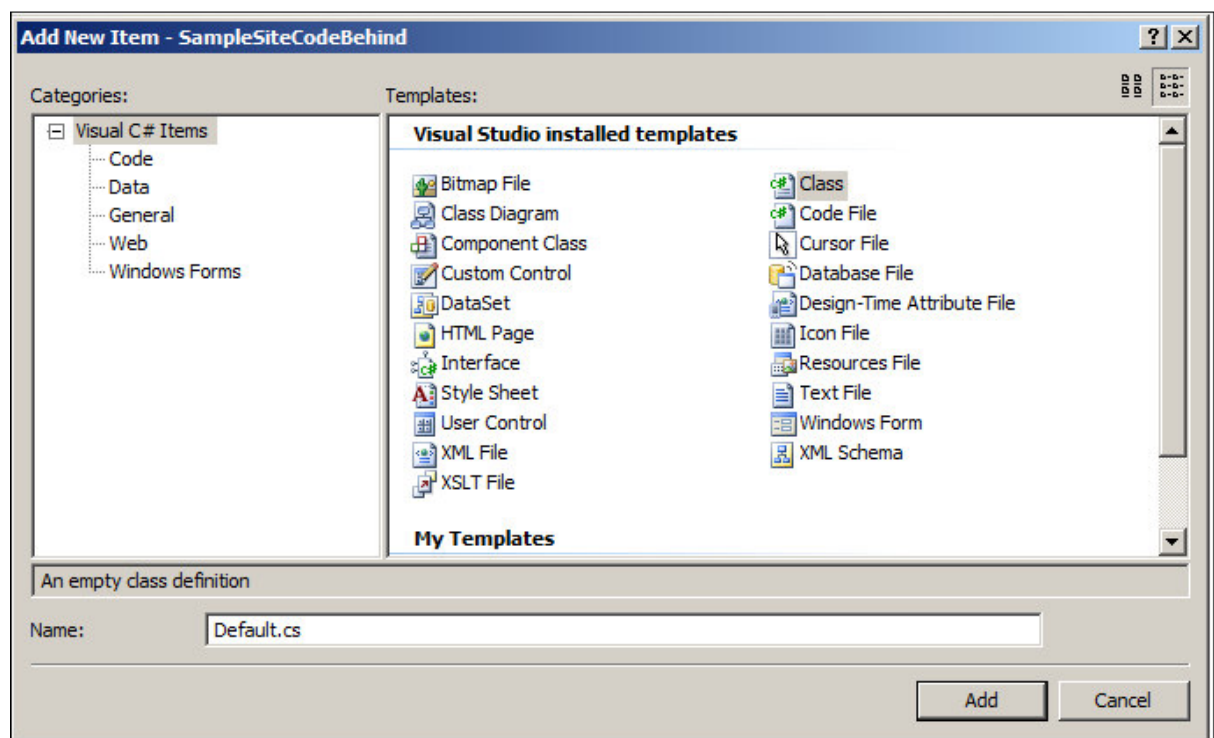 Add New Item - SampleSiteCodeBehind
Categories:
Templates:
Visual C# Items
Code
Data
General
Web
Windows Forms
Visual Studio installed templates
Bitmap File
Class
Class Diagram
Code File
Component Class
Cursor File
Custom Control
Database File
DataSet
Design-Time Attribute File
HTML Page
Icon File
Interface
Resources File
Style Sheet
Text File
User Control
Windows Form
XML File
XML Schema
XSLT File
My Templates
An empty class definition
Name: Default.cs
Add Cancel